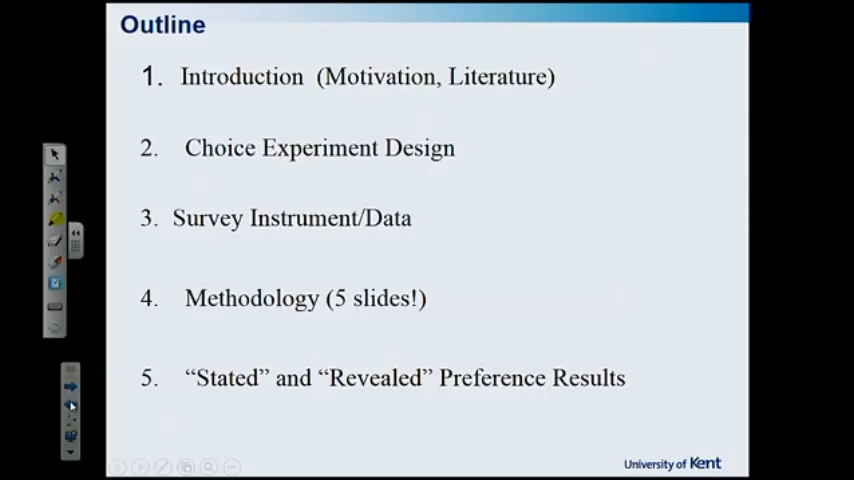 Outline
1. Introduction (Motivation, Literature)
2. Choice Experiment Design
3. Survey Instrument/Data
4. Methodology (5 slides!)
5. “Stated” and “Revealed” Preference Results
University of Kent